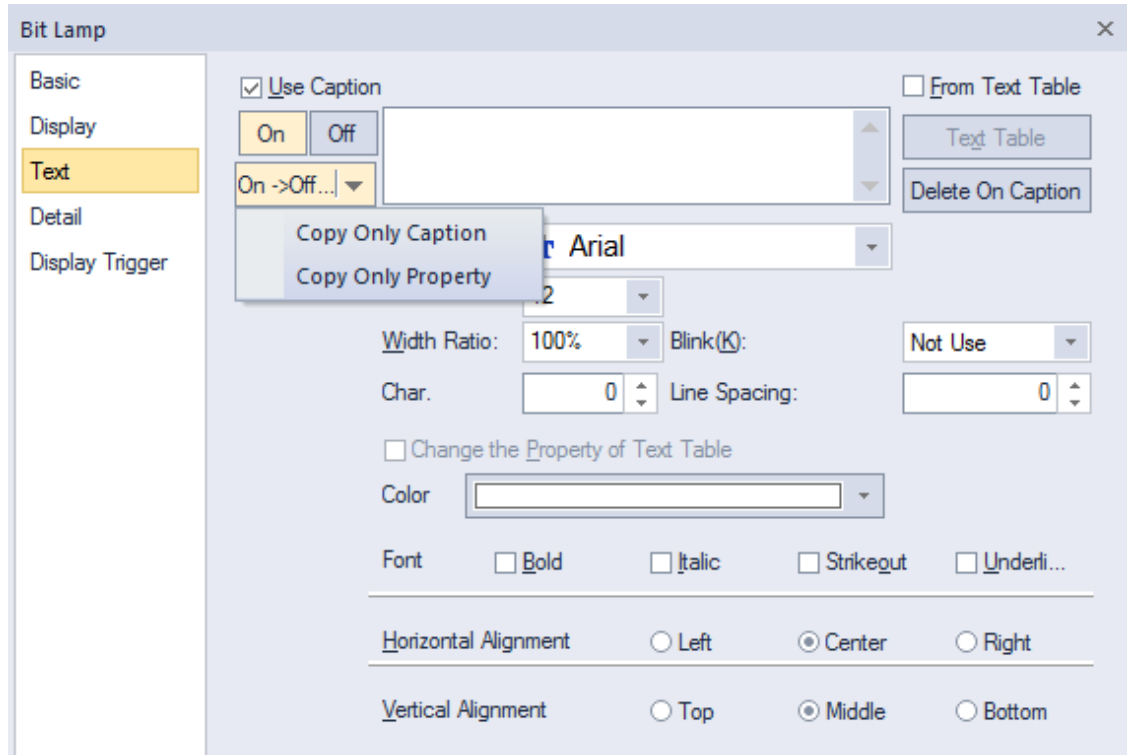 Bit Lamp
Basic
Display
Text
Detail
Display Trigger
Use Caption
From Text Table
On
Off
Text Table
On ->Off...
Delete On Caption
Copy Only Caption
Copy Only Property
Arial
Width Ratio:
100%
Blink(K):
Not Use
Char.
0
Line Spacing:
0
Change the Property of Text Table
Color
Font
Bold
Italic
Strikeout
Underli...
Horizontal Alignment
Left
Center
Right
Vertical Alignment
Top
Middle
Bottom